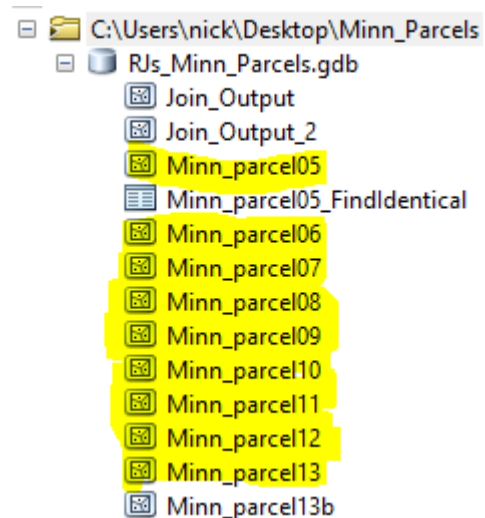 C:\Users\nick\Desktop\Minn_Parcels
RJs_Minn_Parcels.gdb
Join_Output
Join_Output_2
Minn_parcel05
Minn_parcel05_FindIdentical
Minn_parcel06
Minn_parcel07
Minn_parcel08
Minn_parcel09
Minn_parcel10
Minn_parcel11
Minn_parcel12
Minn_parcel13
Minn_parcel13b